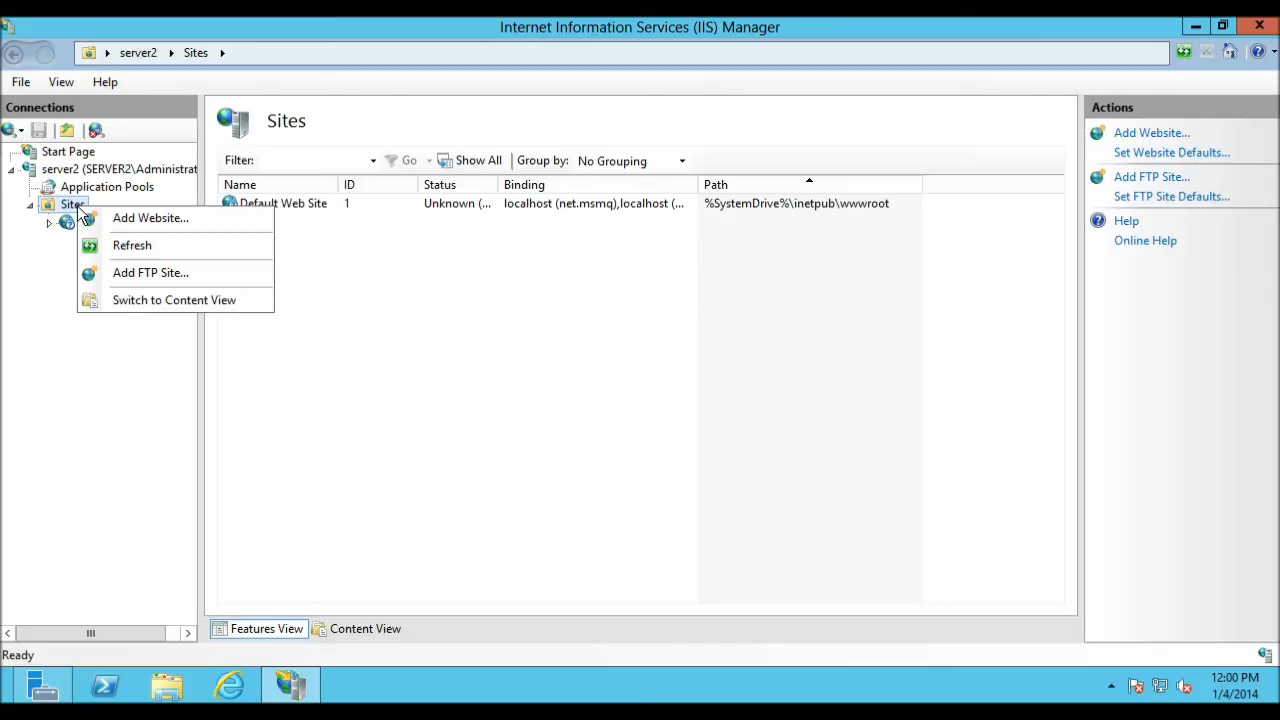 Internet Information Services (IIS) Manager
server2 Sites
File View Help
Connections
Start Page
server2 (SERVER2\Administrat
Application Pools
Sites
Add Website...
Refresh
Add FTP Site...
Switch to Content View
Sites
Filter: Go Show All Group by: No Grouping
Name ID Status Binding Path
Default Web Site 1 Unknown (... localhost (net.msmq),localhost (... %SystemDrive%\inetpub\wwwroot
Features View Content View
Actions
Add Website...
Set Website Defaults...
Add FTP Site...
Set FTP Site Defaults...
Help
Online Help
Ready
12:00 PM
1/4/2014